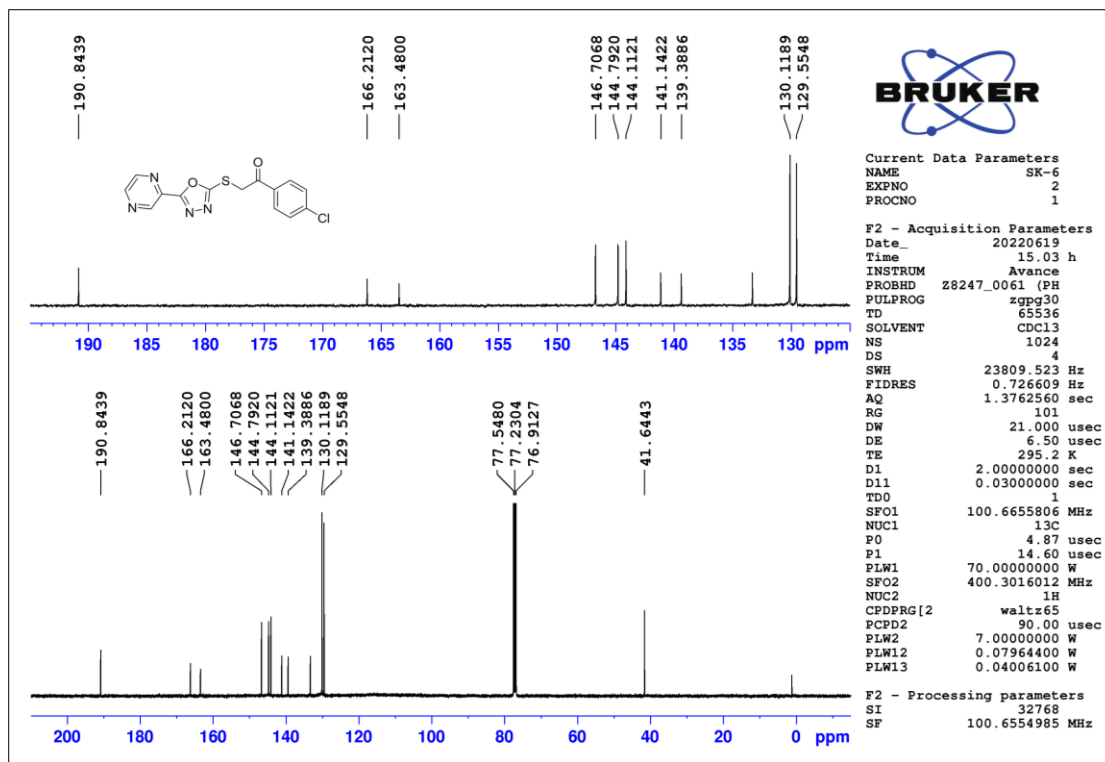 190.8439
166.2120
163.4800
146.7068
144.7920
144.1121
141.1422
139.3886
130.1189
129.5548
O
S
N
O
N
N N
Cl
190 185 180 175 170 165 160 155 150 145 140 135 130 ppm
190.8439
166.2120
163.4800
146.7068
144.7920
144.1121
141.1422
139.3886
130.1189
129.5548
77.5480
77.2304
76.9127
41.6443
200 180 160 140 120 100 80 60 40 20 0 ppm
BRUKER
Current Data Parameters
NAME SK-6
EXPNO 2
PROCNO 1
F2 - Acquisition Parameters
Date_ 20220619
Time 15.03 h
INSTRUM Avance
PROBHD Z8247_0061 (PH
PULPROG zgpg30
TD 65536
SOLVENT CDCl3
NS 1024
DS 4
SWH 23809.523 Hz
FIDRES 0.726609 Hz
AQ 1.3762560 sec
RG 101
DW 21.000 usec
DE 6.50 usec
TE 295.2 K
D1 2.00000000 sec
D11 0.03000000 sec
TD0 1
SFO1 100.6655806 MHz
NUC1 13C
P0 4.87 usec
P1 14.60 usec
PLW1 70.00000000 W
SFO2 400.3016012 MHz
NUC2 1H
CPDPRG[2 waltz65
PCPD2 90.00 usec
PLW2 7.00000000 W
PLW12 0.07964400 W
PLW13 0.04006100 W
F2 - Processing parameters
SI 32768
SF 100.6554985 MHz